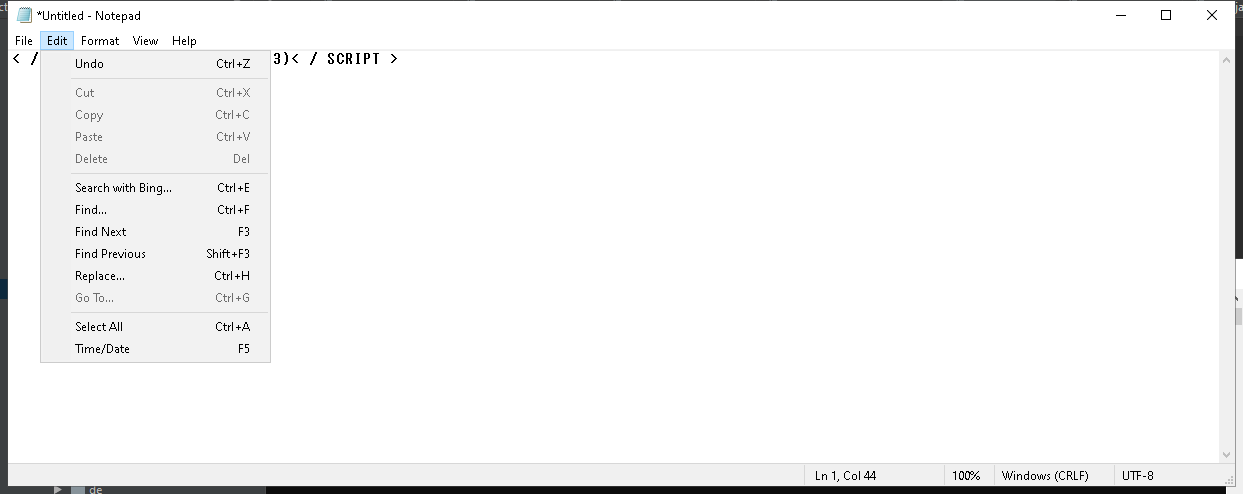 *Untitled - Notepad
File Edit Format View Help
< / 3)< / SCRIPT >
Undo Ctrl+Z
Cut Ctrl+X
Copy Ctrl+C
Paste Ctrl+V
Delete Del
Search with Bing... Ctrl+E
Find... Ctrl+F
Find Next F3
Find Previous Shift+F3
Replace... Ctrl+H
Go To... Ctrl+G
Select All Ctrl+A
Time/Date F5
Ln 1, Col 44 100% Windows (CRLF) UTF-8
de